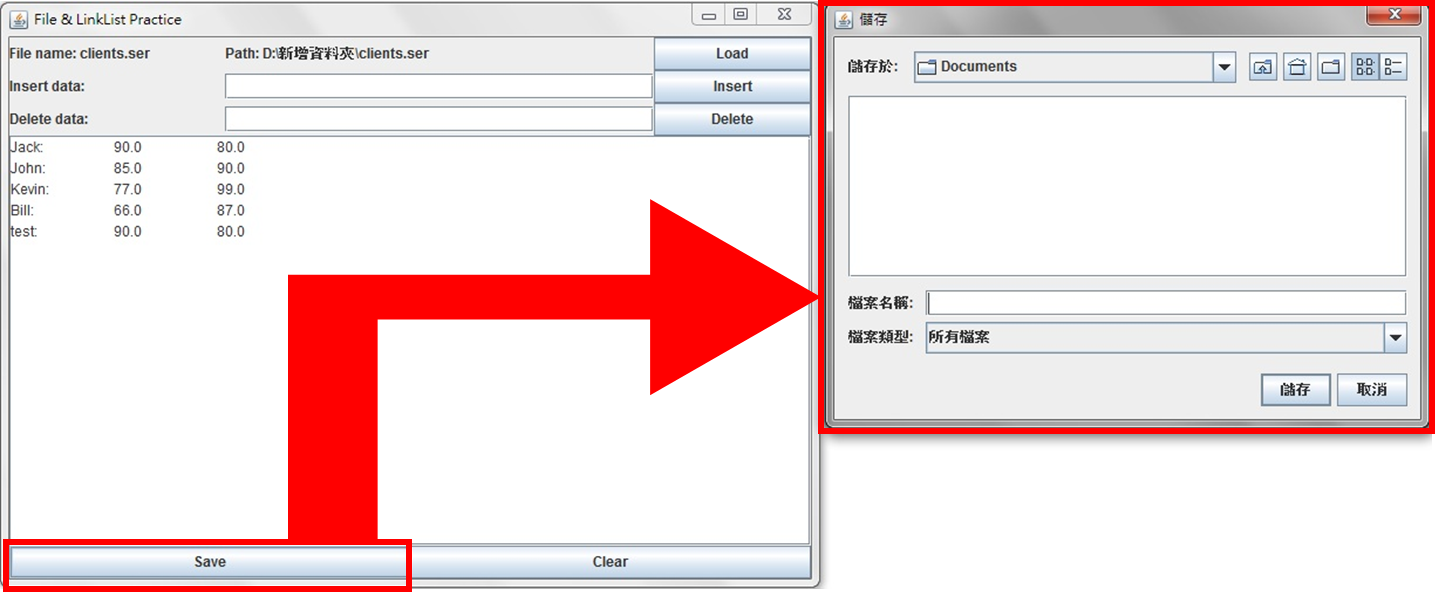 File & LinkList Practice
File name: clients.ser Path: D:\新增資料夾\clients.ser Load
Insert data: Insert
Delete data: Delete
Jack: 90.0 80.0
John: 85.0 90.0
Kevin: 77.0 99.0
Bill: 66.0 87.0
test: 90.0 80.0
Save Clear
儲存
儲存於: Documents
檔案名稱:
檔案類型: 所有檔案
儲存 取消